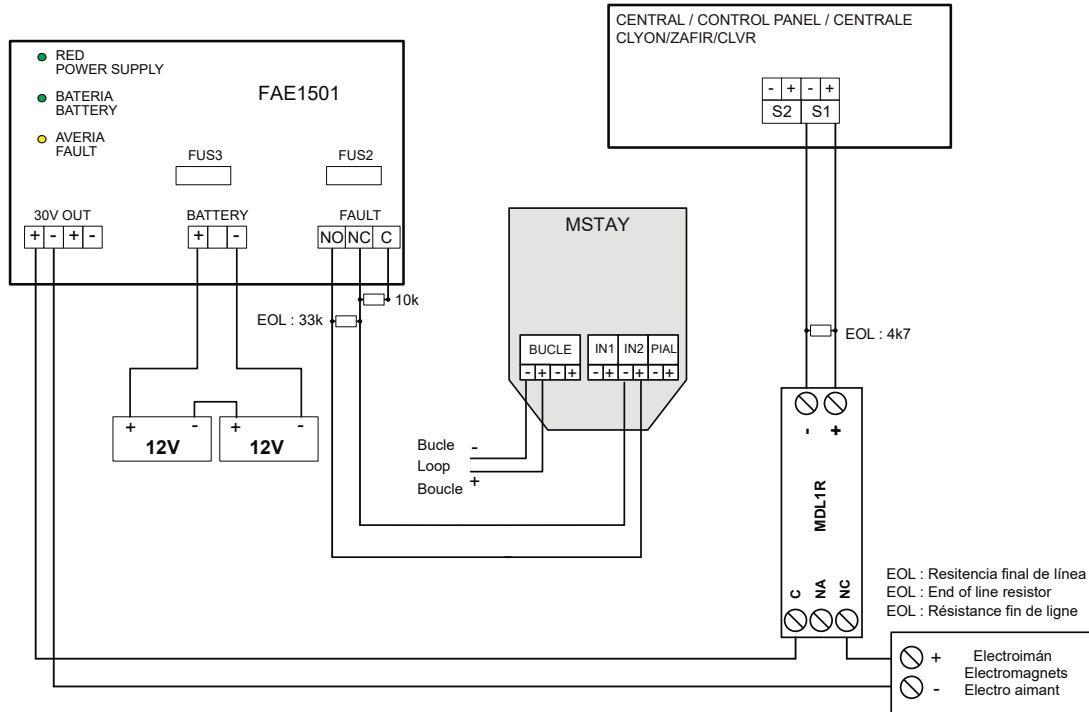 CENTRAL / CONTROL PANEL / CENTRALE
CLYON/ZAFIR/CLVR
- + - +
S2 S1
RED
POWER SUPPLY
BATERIA
BATTERY
AVERIA
FAULT
FAE1501
FUS3
FUS2
30V OUT
+ - + -
BATTERY
+ -
FAULT
NO NC C
10k
EOL : 33k
+ - + -
12V 12V
MSTAY
BUCLE IN1 IN2 PIAL
- + - + - + - + - +
Bucle -
Loop
Boucle +
EOL : 4k7
- +
MDL1R
C NA NC
EOL : Resitencia final de línea
EOL : End of line resistor
EOL : Résistance fin de ligne
+ Electroimán
Electromagnets
- Electro aimant